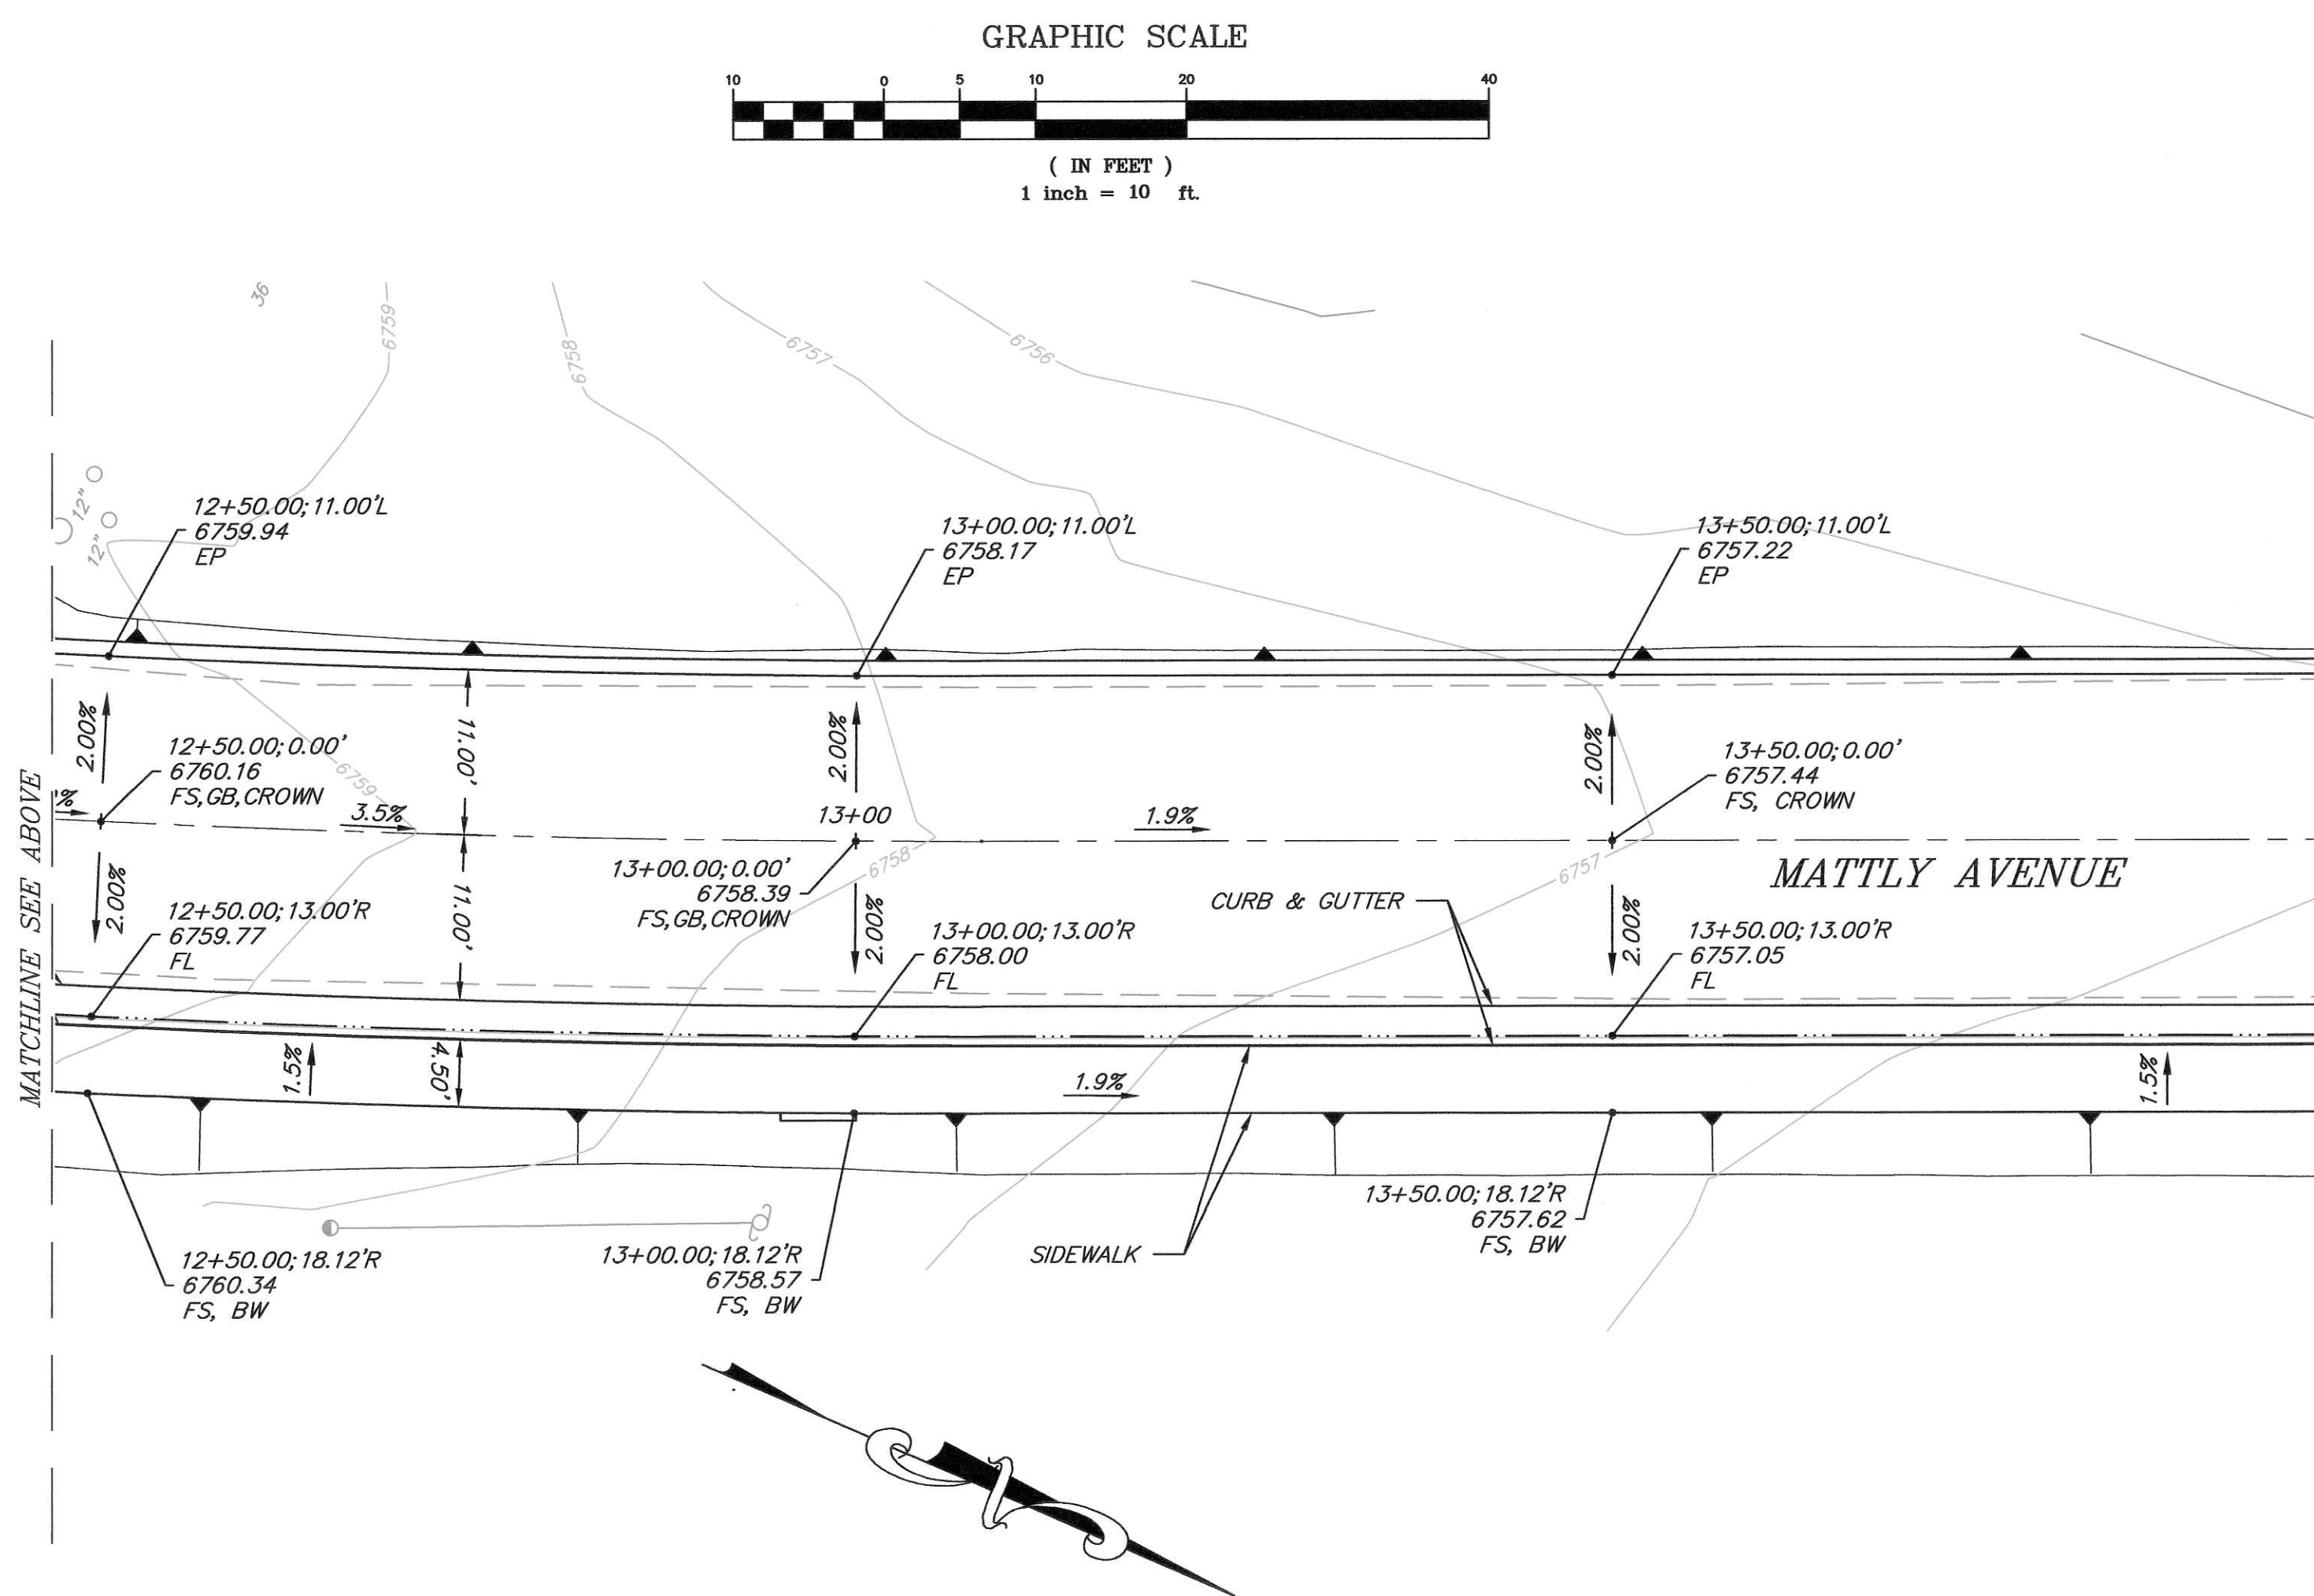 GRAPHIC SCALE
10 0 5 10 20 40
( IN FEET )
1 inch = 10 ft.
36
6759
6758
6757
6756
12"
12"
12+50.00; 11.00'L
6759.94
EP
13+00.00; 11.00'L
6758.17
EP
13+50.00; 11.00'L
6757.22
EP
2.00%
11.00'
2.00%
2.00%
12+50.00; 0.00'
6760.16
FS,GB,CROWN
6759
%
3.5%
13+00
1.9%
13+50.00; 0.00'
6757.44
FS, CROWN
MATCHLINE SEE ABOVE
2.00%
11.00'
13+00.00; 0.00'
6758.39
FS,GB,CROWN
6758
2.00%
6757
2.00%
MATTLY AVENUE
CURB & GUTTER
12+50.00; 13.00'R
6759.77
FL
13+00.00; 13.00'R
6758.00
FL
13+50.00; 13.00'R
6757.05
FL
1.5%
4.50'
1.9%
1.5%
12+50.00; 18.12'R
6760.34
FS, BW
13+00.00; 18.12'R
6758.57
FS, BW
SIDEWALK
13+50.00; 18.12'R
6757.62
FS, BW